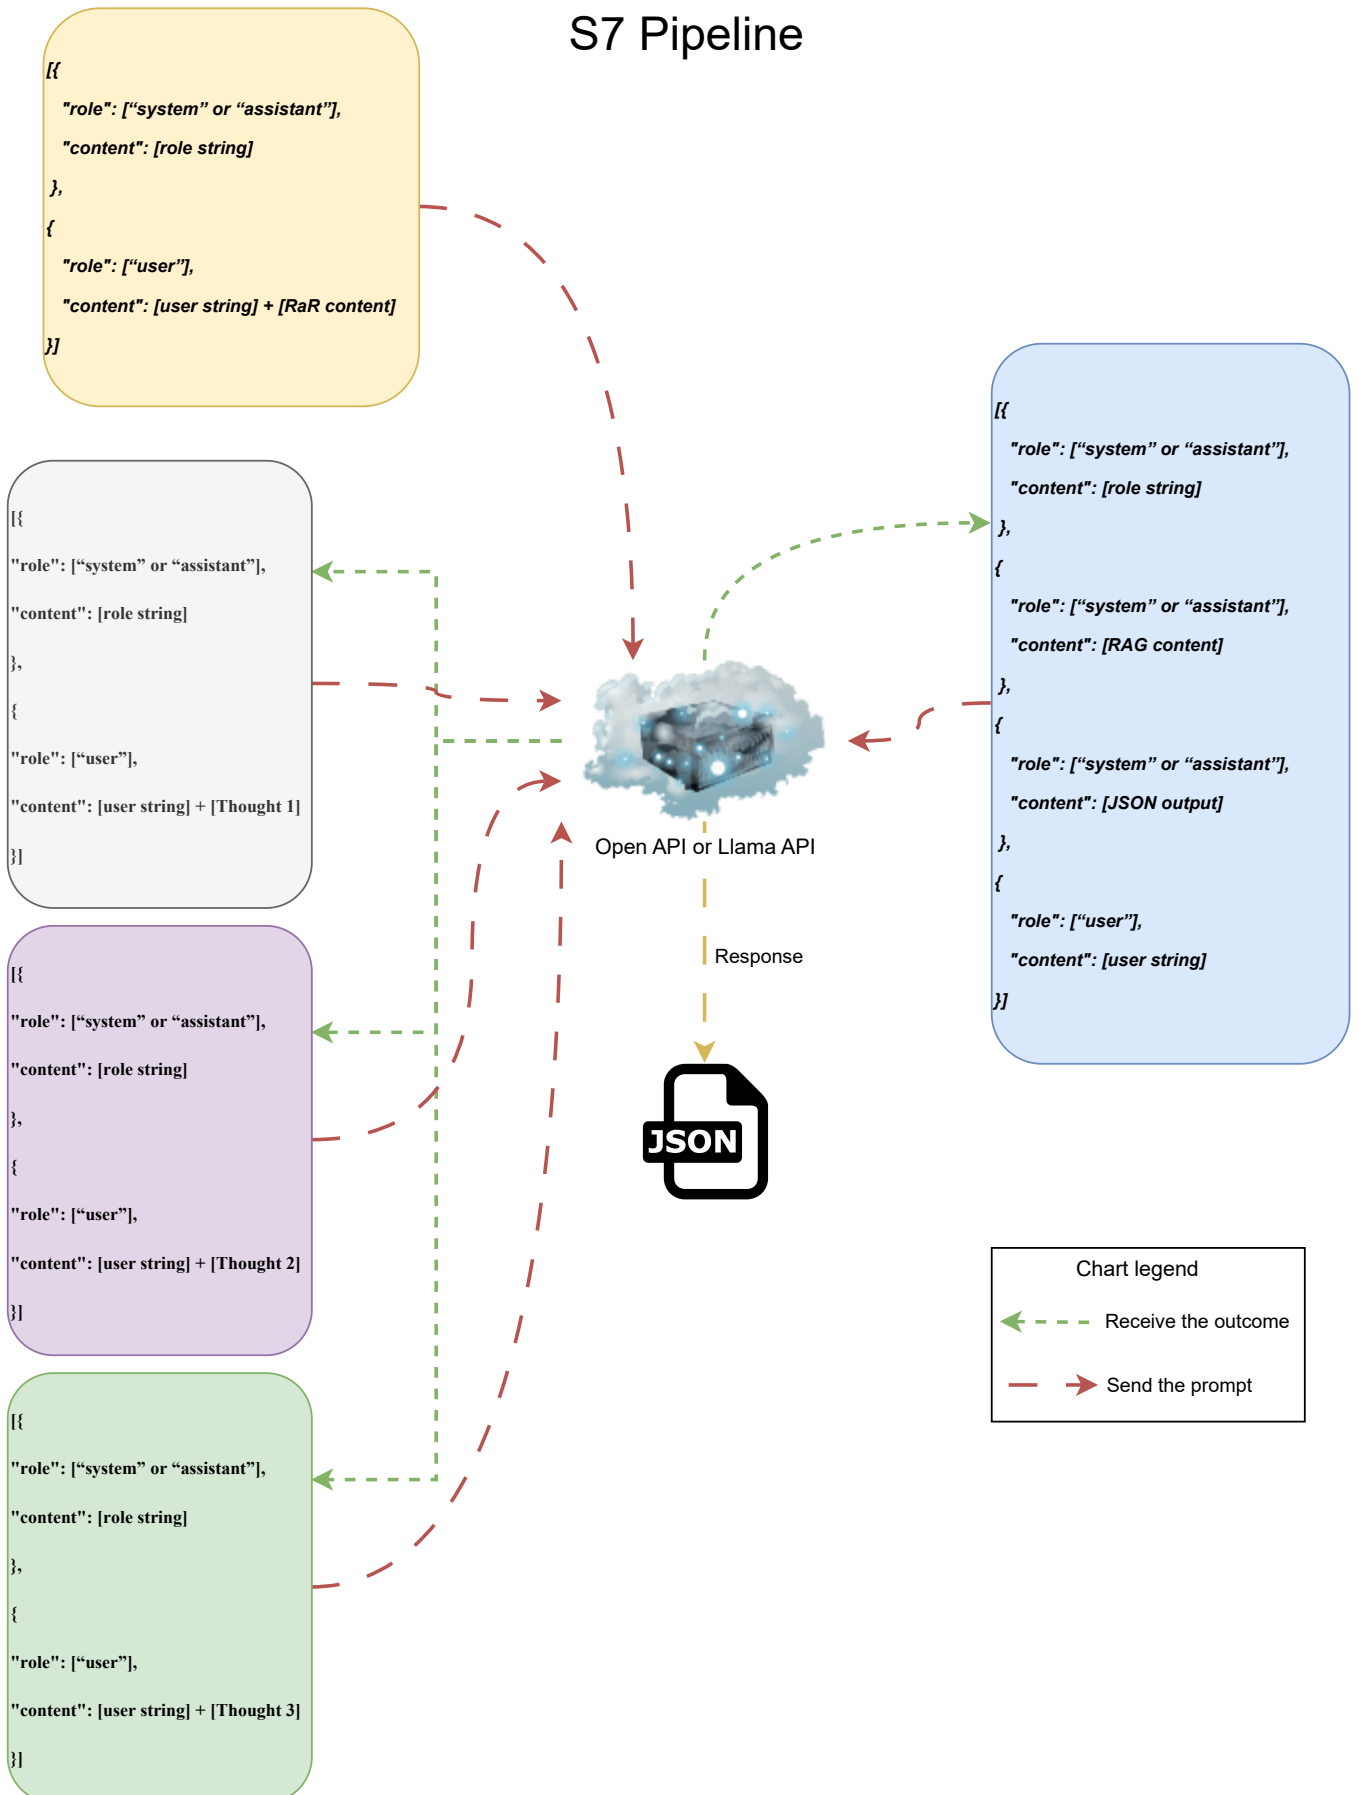 S7 Pipeline
[{
"role": [“system” or “assistant”],
"content": [role string]
},
{
"role": [“user”],
"content": [user string] + [RaR content]
}]
[{
"role": [“system” or “assistant”],
"content": [role string]
},
{
"role": [“user”],
"content": [user string] + [Thought 1]
}]
[{
"role": [“system” or “assistant”],
"content": [role string]
},
{
"role": [“user”],
"content": [user string] + [Thought 2]
}]
[{
"role": [“system” or “assistant”],
"content": [role string]
},
{
"role": [“user”],
"content": [user string] + [Thought 3]
}]
Open API or Llama API
Response
JSON
[{
"role": [“system” or “assistant”],
"content": [role string]
},
{
"role": [“system” or “assistant”],
"content": [RAG content]
},
{
"role": [“system” or “assistant”],
"content": [JSON output]
},
{
"role": [“user”],
"content": [user string]
}]
Chart legend
Receive the outcome
Send the prompt